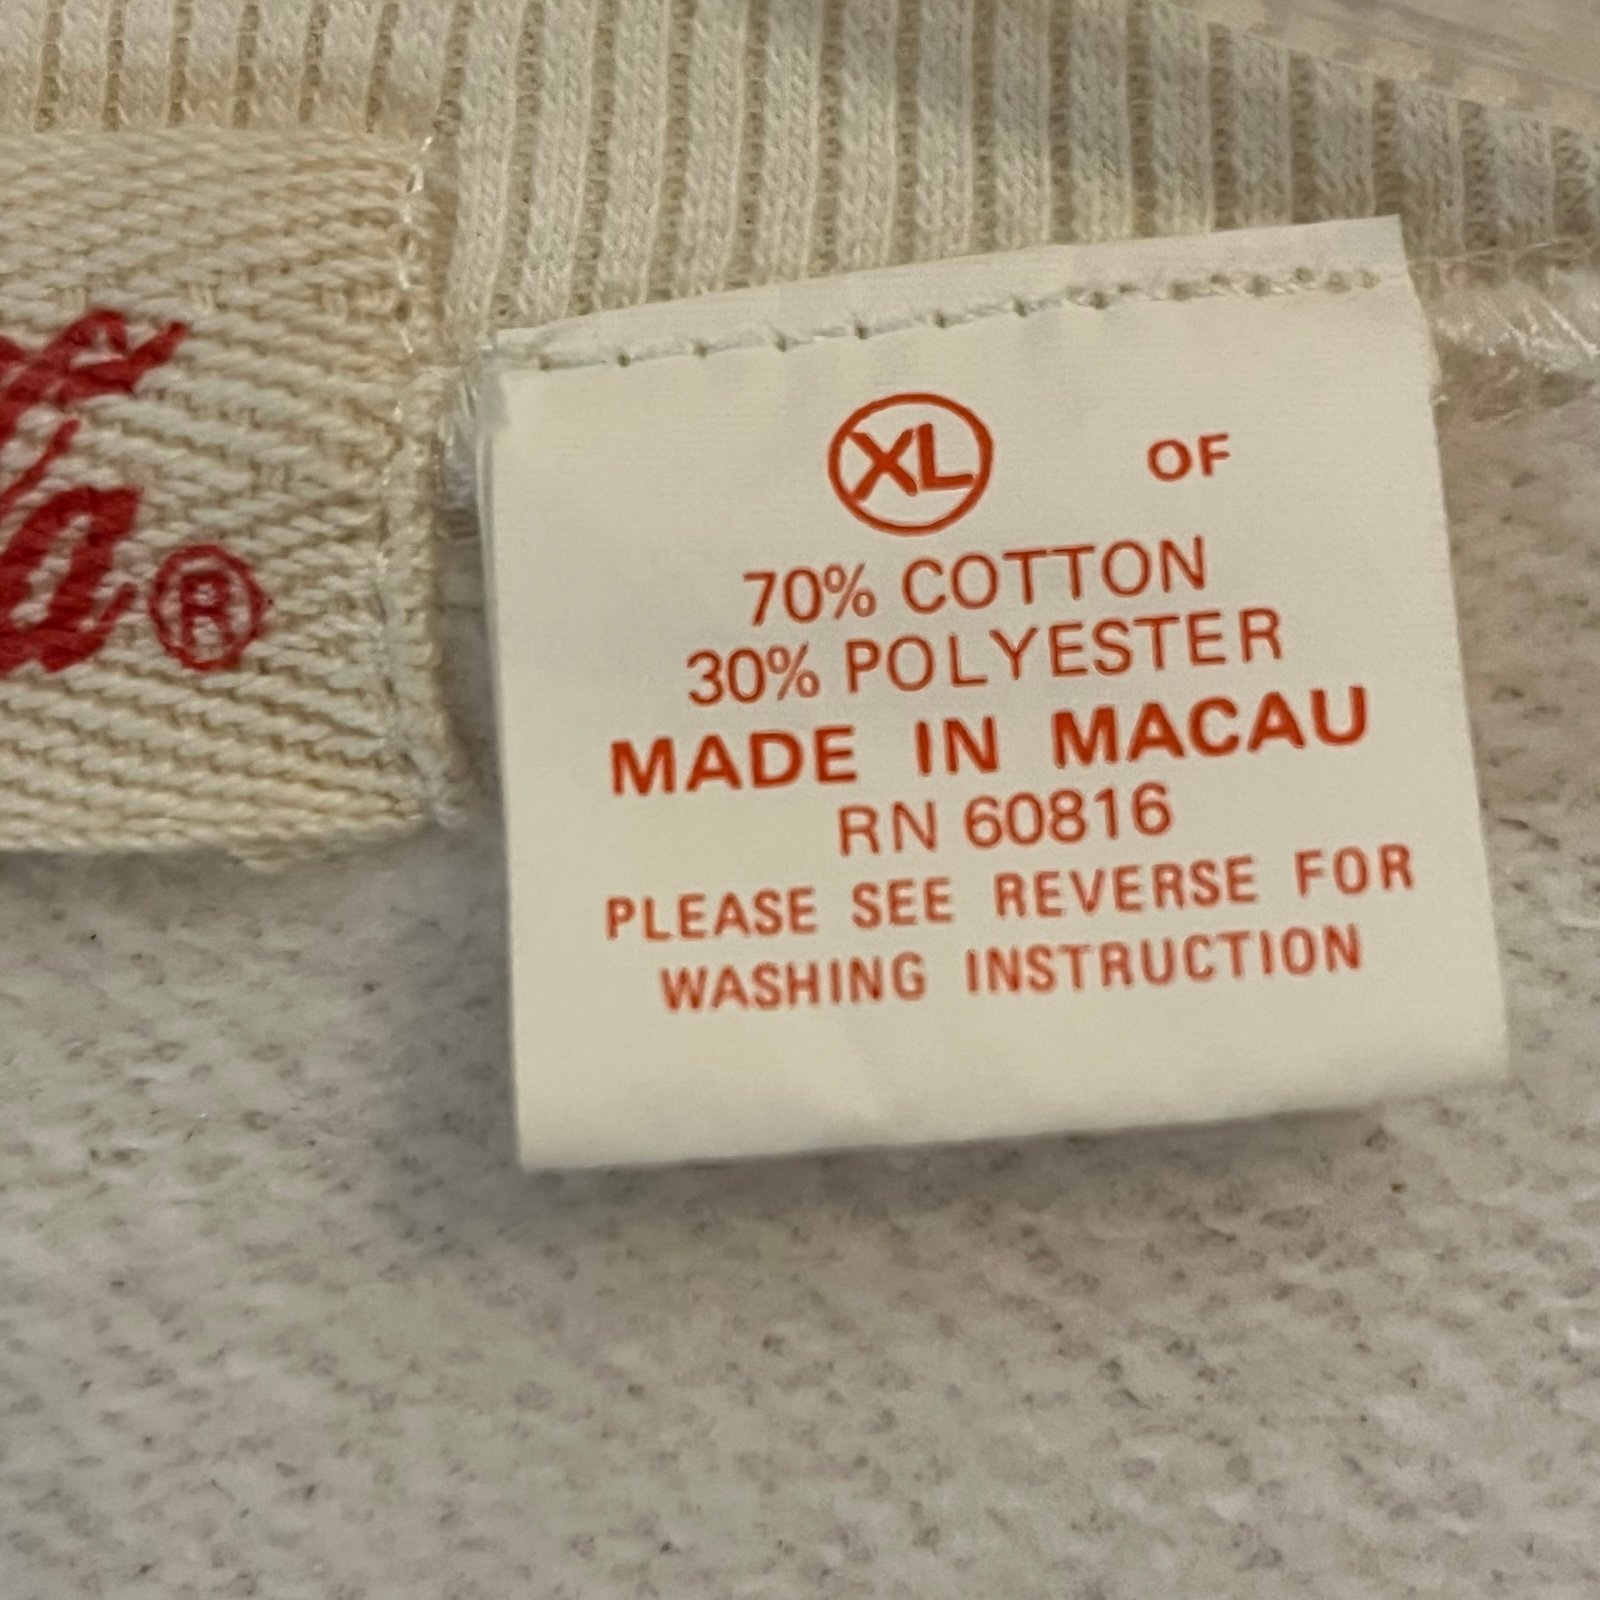 XL OF
70% COTTON
30% POLYESTER
MADE IN MACAU
RN 60816
PLEASE SEE REVERSE FOR
WASHING INSTRUCTION
®